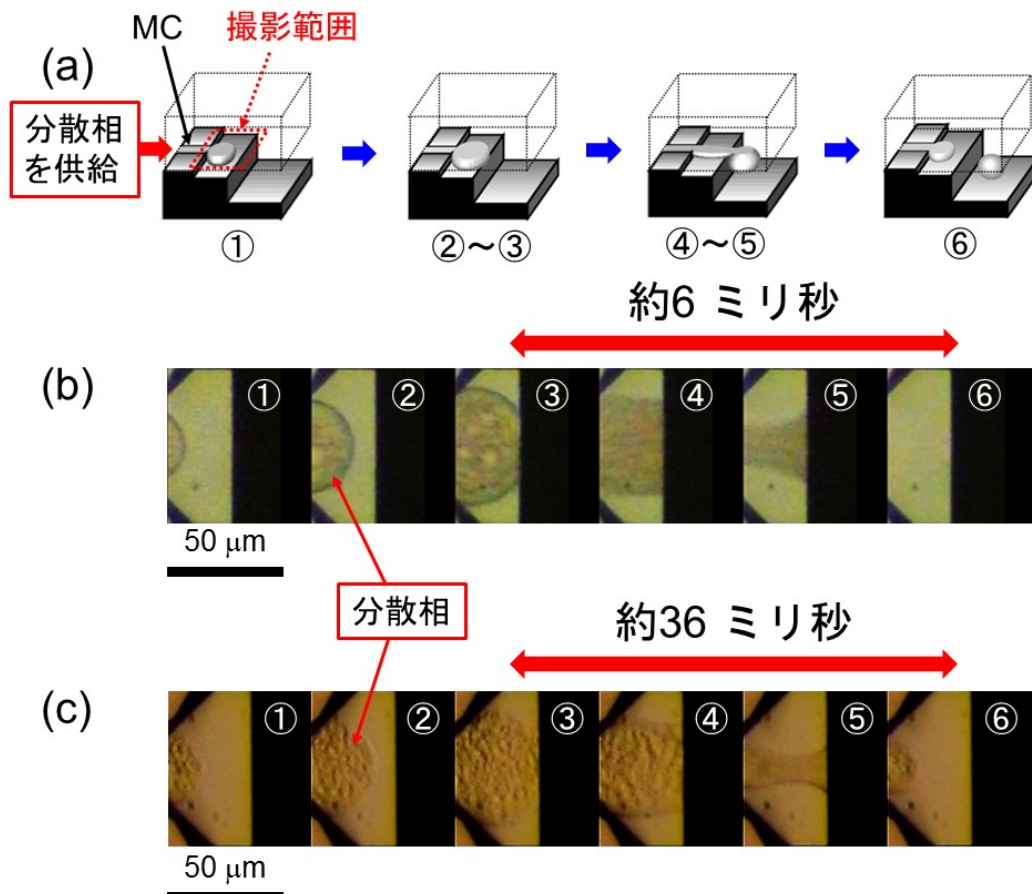 MC
撮影範囲
(a)
分散相
を供給
①
②～③
④～⑤
⑥
約6 ミリ秒
(b)
① ② ③ ④ ⑤ ⑥
50 μm
分散相
約36 ミリ秒
(c)
① ② ③ ④ ⑤ ⑥
50 μm